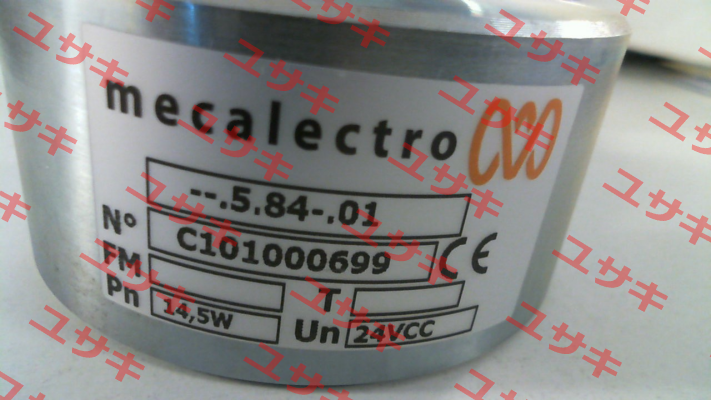 mecalectro
--.5.84-.01
N° C101000699 CE
FM T
Pn 14,5W Un 24VCC
ユサキ